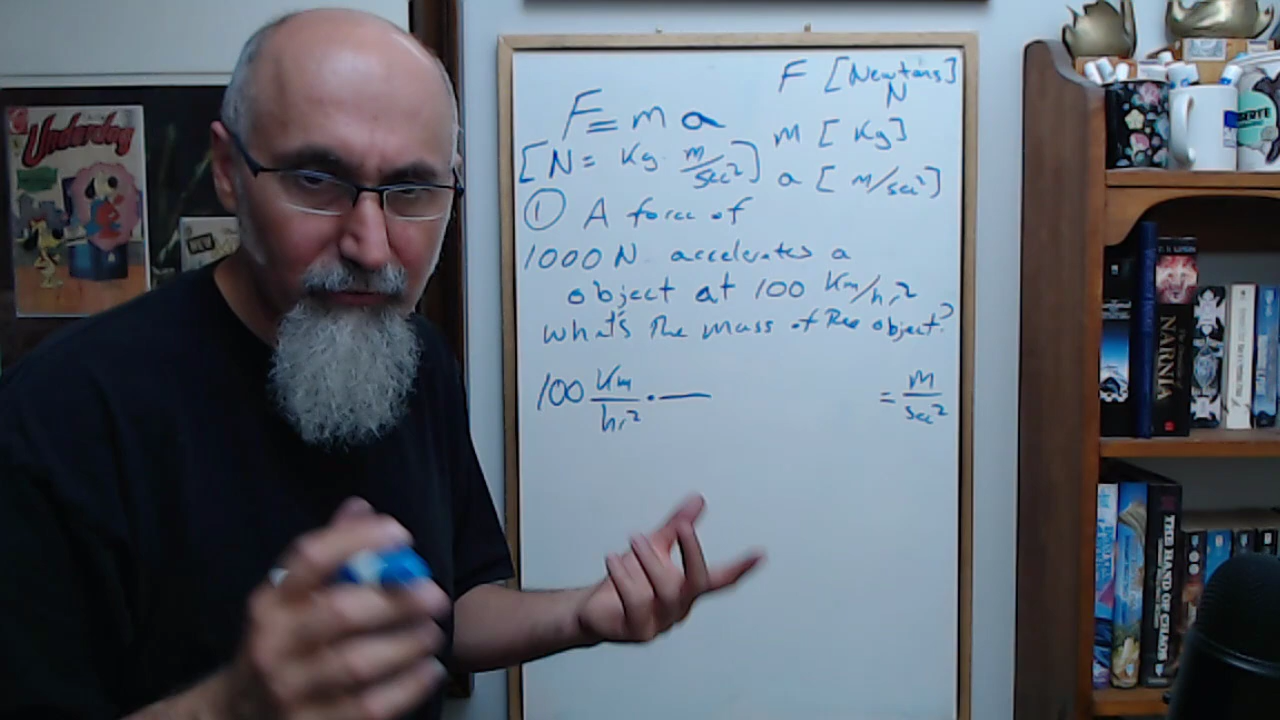 F = m a
F [Newtons]
N
m [Kg]
a [m/sec²]
[N = Kg · m/sec²]
① A force of
1000 N accelerates a
object at 100 Km/hr²
what's the mass of the object?
100 Km/hr² · — = m/sec²
Underdog
NARNIA
THE HAND OF CHAOS